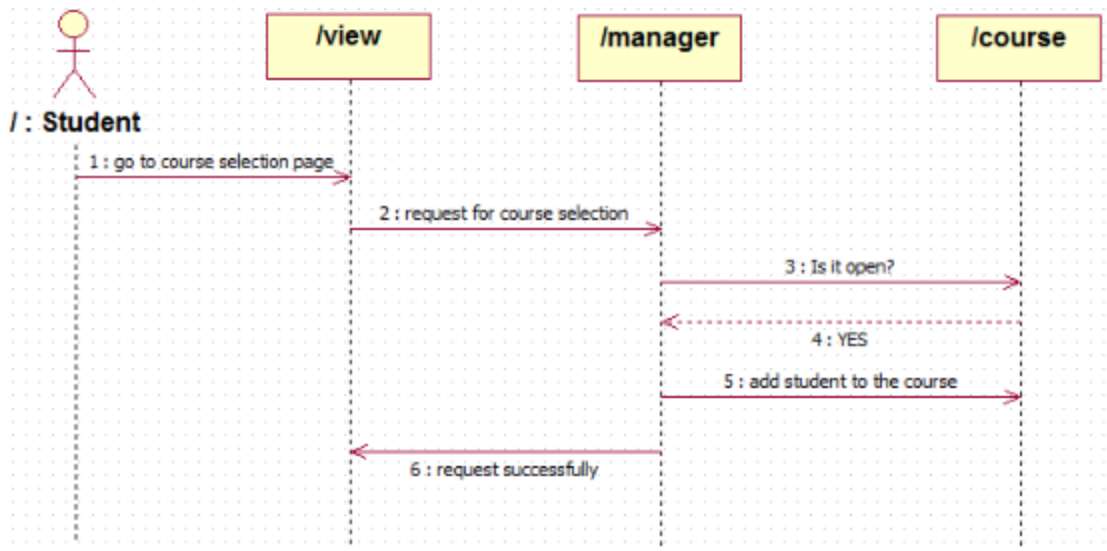 /view
/manager
/course
/ : Student
1 : go to course selection page
2 : request for course selection
3 : Is it open?
4 : YES
5 : add student to the course
6 : request successfully